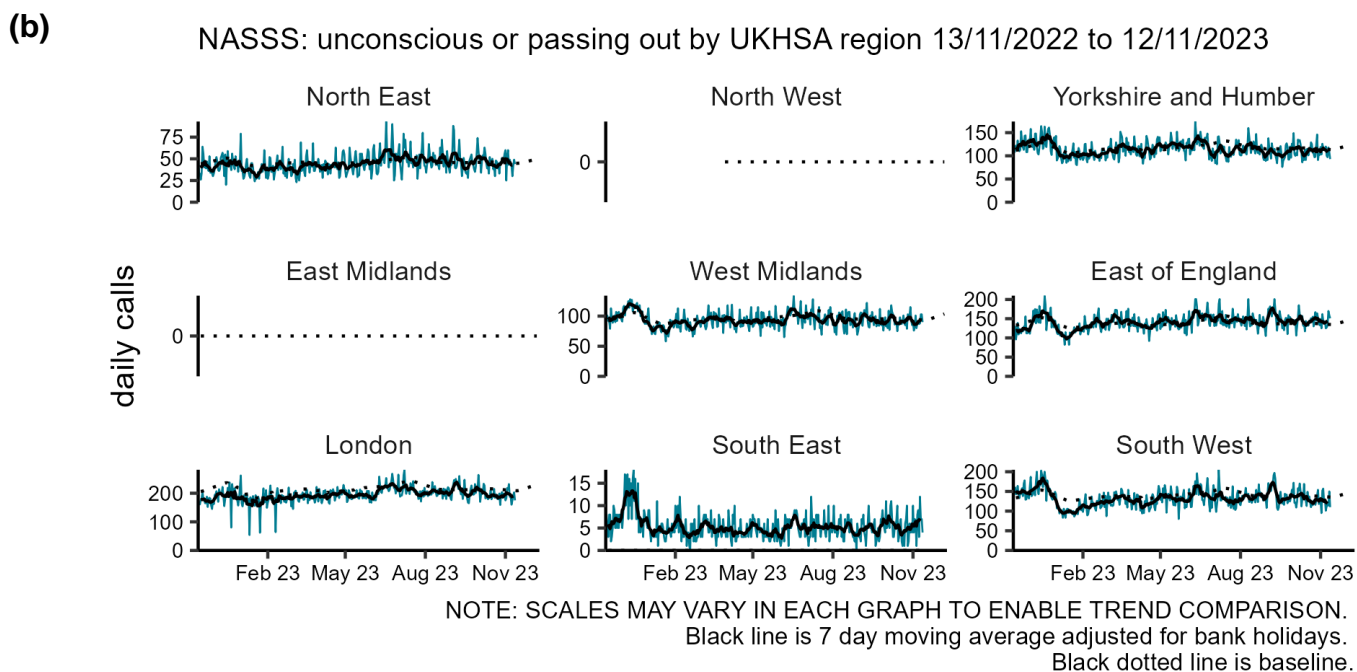 (b)
NASSS: unconscious or passing out by UKHSA region 13/11/2022 to 12/11/2023
North East
North West
Yorkshire and Humber
75
50
25
0
0
150
100
50
0
East Midlands
West Midlands
East of England
daily calls
0
100
50
0
200
150
100
50
0
London
South East
South West
200
100
0
15
10
5
0
200
150
100
50
0
Feb 23 May 23 Aug 23 Nov 23
Feb 23 May 23 Aug 23 Nov 23
Feb 23 May 23 Aug 23 Nov 23
NOTE: SCALES MAY VARY IN EACH GRAPH TO ENABLE TREND COMPARISON.
Black line is 7 day moving average adjusted for bank holidays.
Black dotted line is baseline.